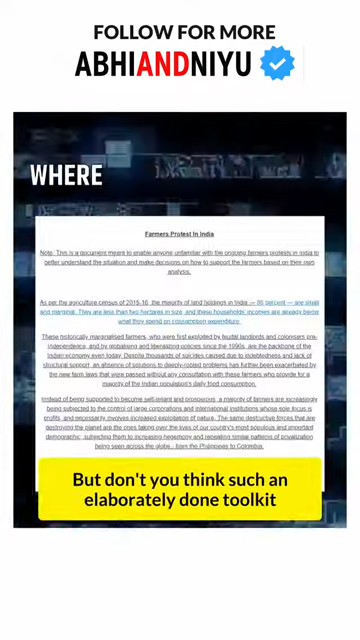 FOLLOW FOR MORE
ABHIANDNIYU
WHERE
Farmers Protest In India
Note: This is a document meant to enable anyone unfamiliar with the ongoing farmers protests in India to
better understand the situation and make decisions on how to support the farmers based on their own
analysis.
As per the agriculture census of 2015-16, the majority of land holdings in India — 86 percent — are small
and marginal. They are less than two hectares in size, and these households' incomes are already below
what they spend on consumption expenditure.
These historically marginalised farmers, who were first exploited by feudal landlords and colonisers pre-
independence, and by globalising and liberalizing policies since the 1990s, are the backbone of the
Indian economy even today. Despite thousands of suicides caused due to indebtedness and lack of
structural support, an absence of solutions to deeply-rooted problems has further been exacerbated by
the new farm laws that were passed without any consultation with these farmers who provide for a
majority of the Indian population's daily food consumption.
Instead of being supported to become self-reliant and prosperous, a majority of farmers are increasingly
being subjected to the control of large corporations and international institutions whose sole focus is
profits, and necessarily involves increased exploitation of nature. The same destructive forces that are
destroying the planet are the ones taking over the lives of our country's most populous and important
demographic, subjecting them to increasing hegemony and repeating similar patterns of privatization
being seen across the globe - from the Philippines to Colombia.
But don't you think such an
elaborately done toolkit